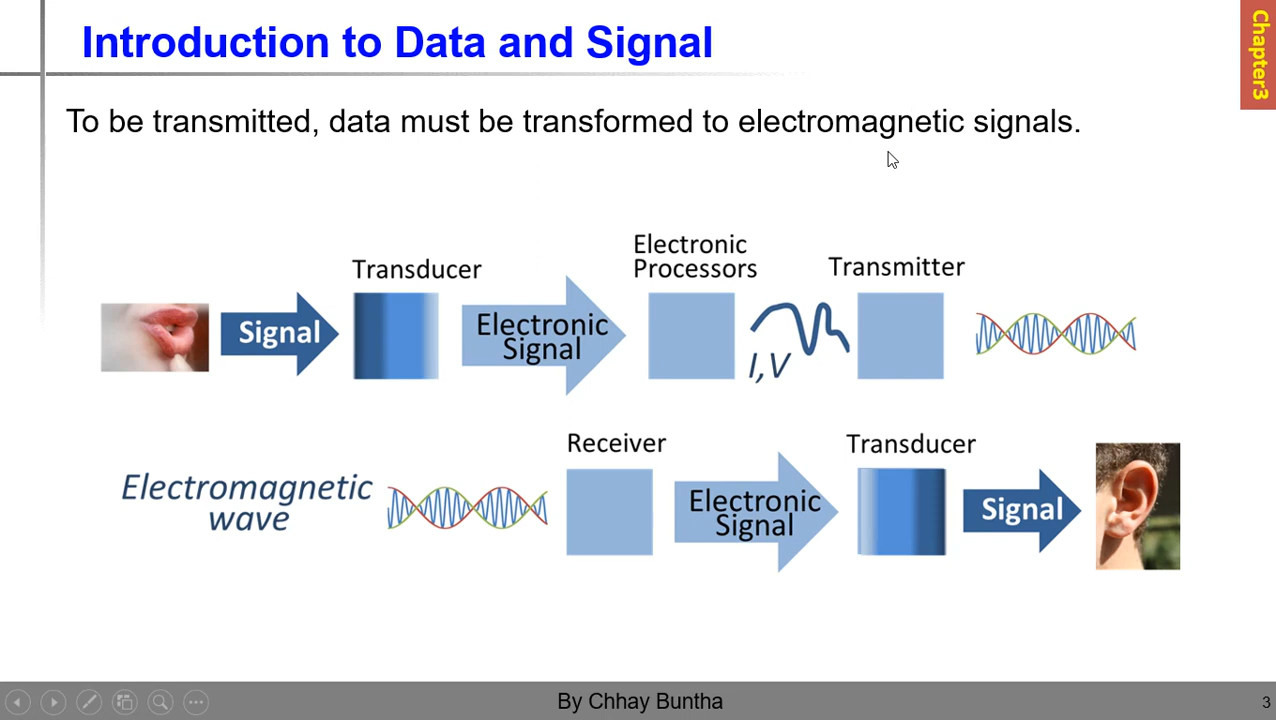 Introduction to Data and Signal
Chapter3
To be transmitted, data must be transformed to electromagnetic signals.
Signal
Transducer
Electronic
Signal
Electronic
Processors
I,V
Transmitter
Electromagnetic
wave
Receiver
Electronic
Signal
Transducer
Signal
By Chhay Buntha
3